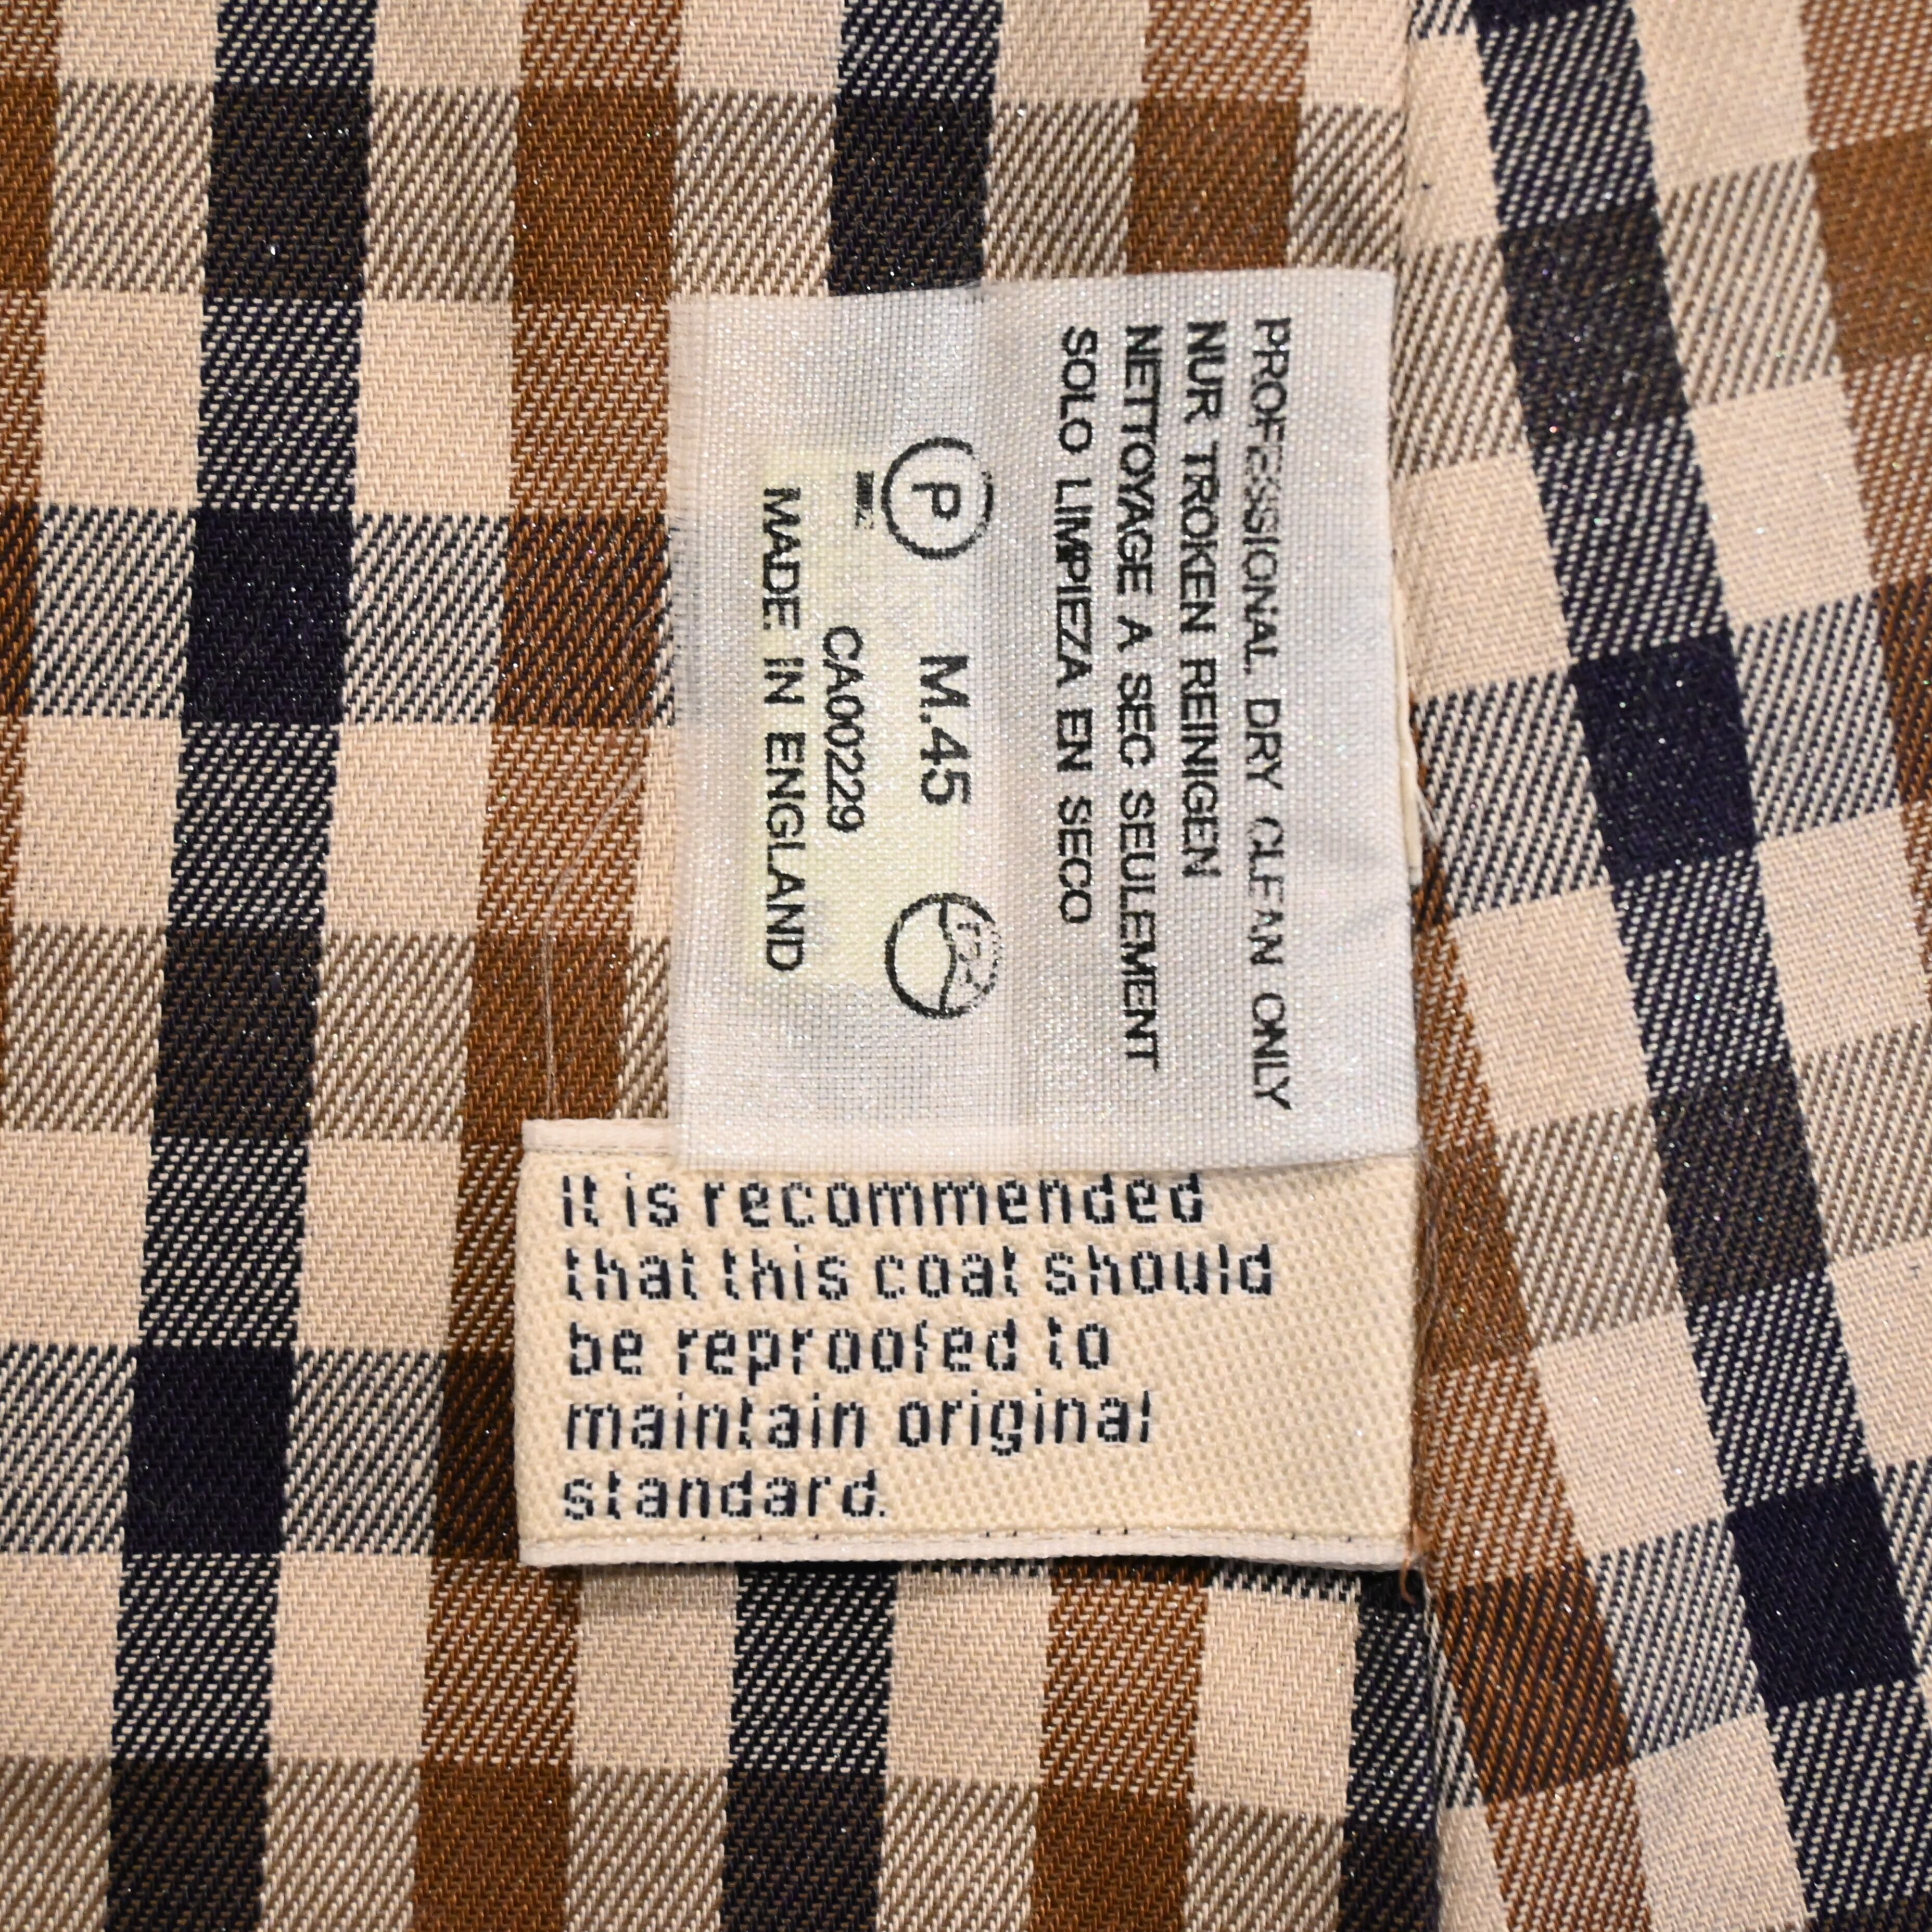 PROFESSIONAL DRY CLEAN ONLY
NUR TROKEN REINIGEN
NETTOYAGE A SEC SEULEMENT
SOLO LIMPIEZA EN SECO
P M.45
CA00229
MADE IN ENGLAND
It is recommended
that this coat should
be reproofed to
maintain original
standard.